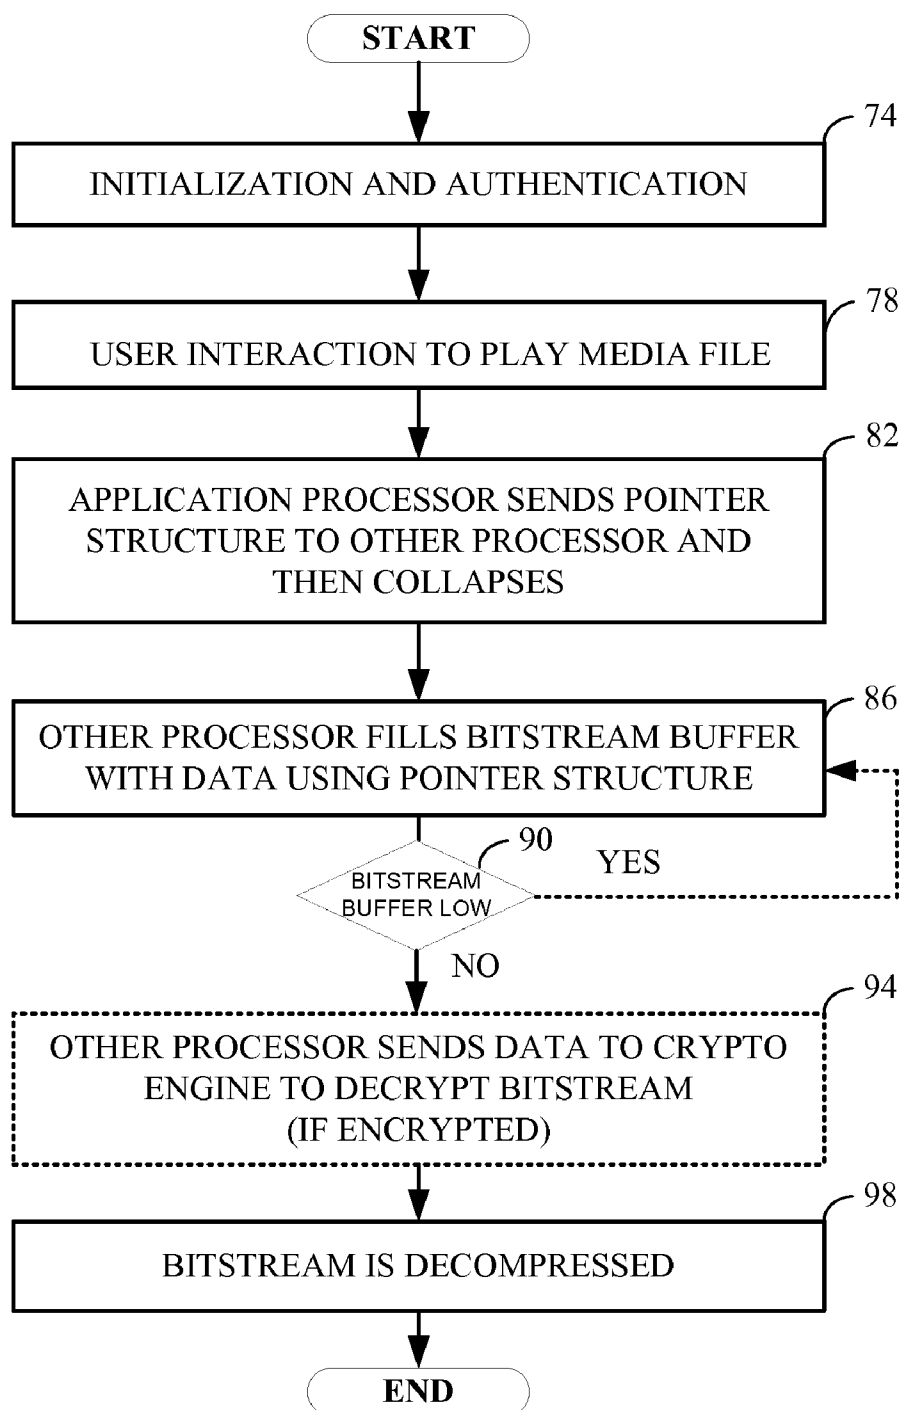 START
74
INITIALIZATION AND AUTHENTICATION
78
USER INTERACTION TO PLAY MEDIA FILE
82
APPLICATION PROCESSOR SENDS POINTER
STRUCTURE TO OTHER PROCESSOR AND
THEN COLLAPSES
86
OTHER PROCESSOR FILLS BITSTREAM BUFFER
WITH DATA USING POINTER STRUCTURE
90
YES
BITSTREAM
BUFFER LOW
NO
94
OTHER PROCESSOR SENDS DATA TO CRYPTO
ENGINE TO DECRYPT BITSTREAM
(IF ENCRYPTED)
98
BITSTREAM IS DECOMPRESSED
END